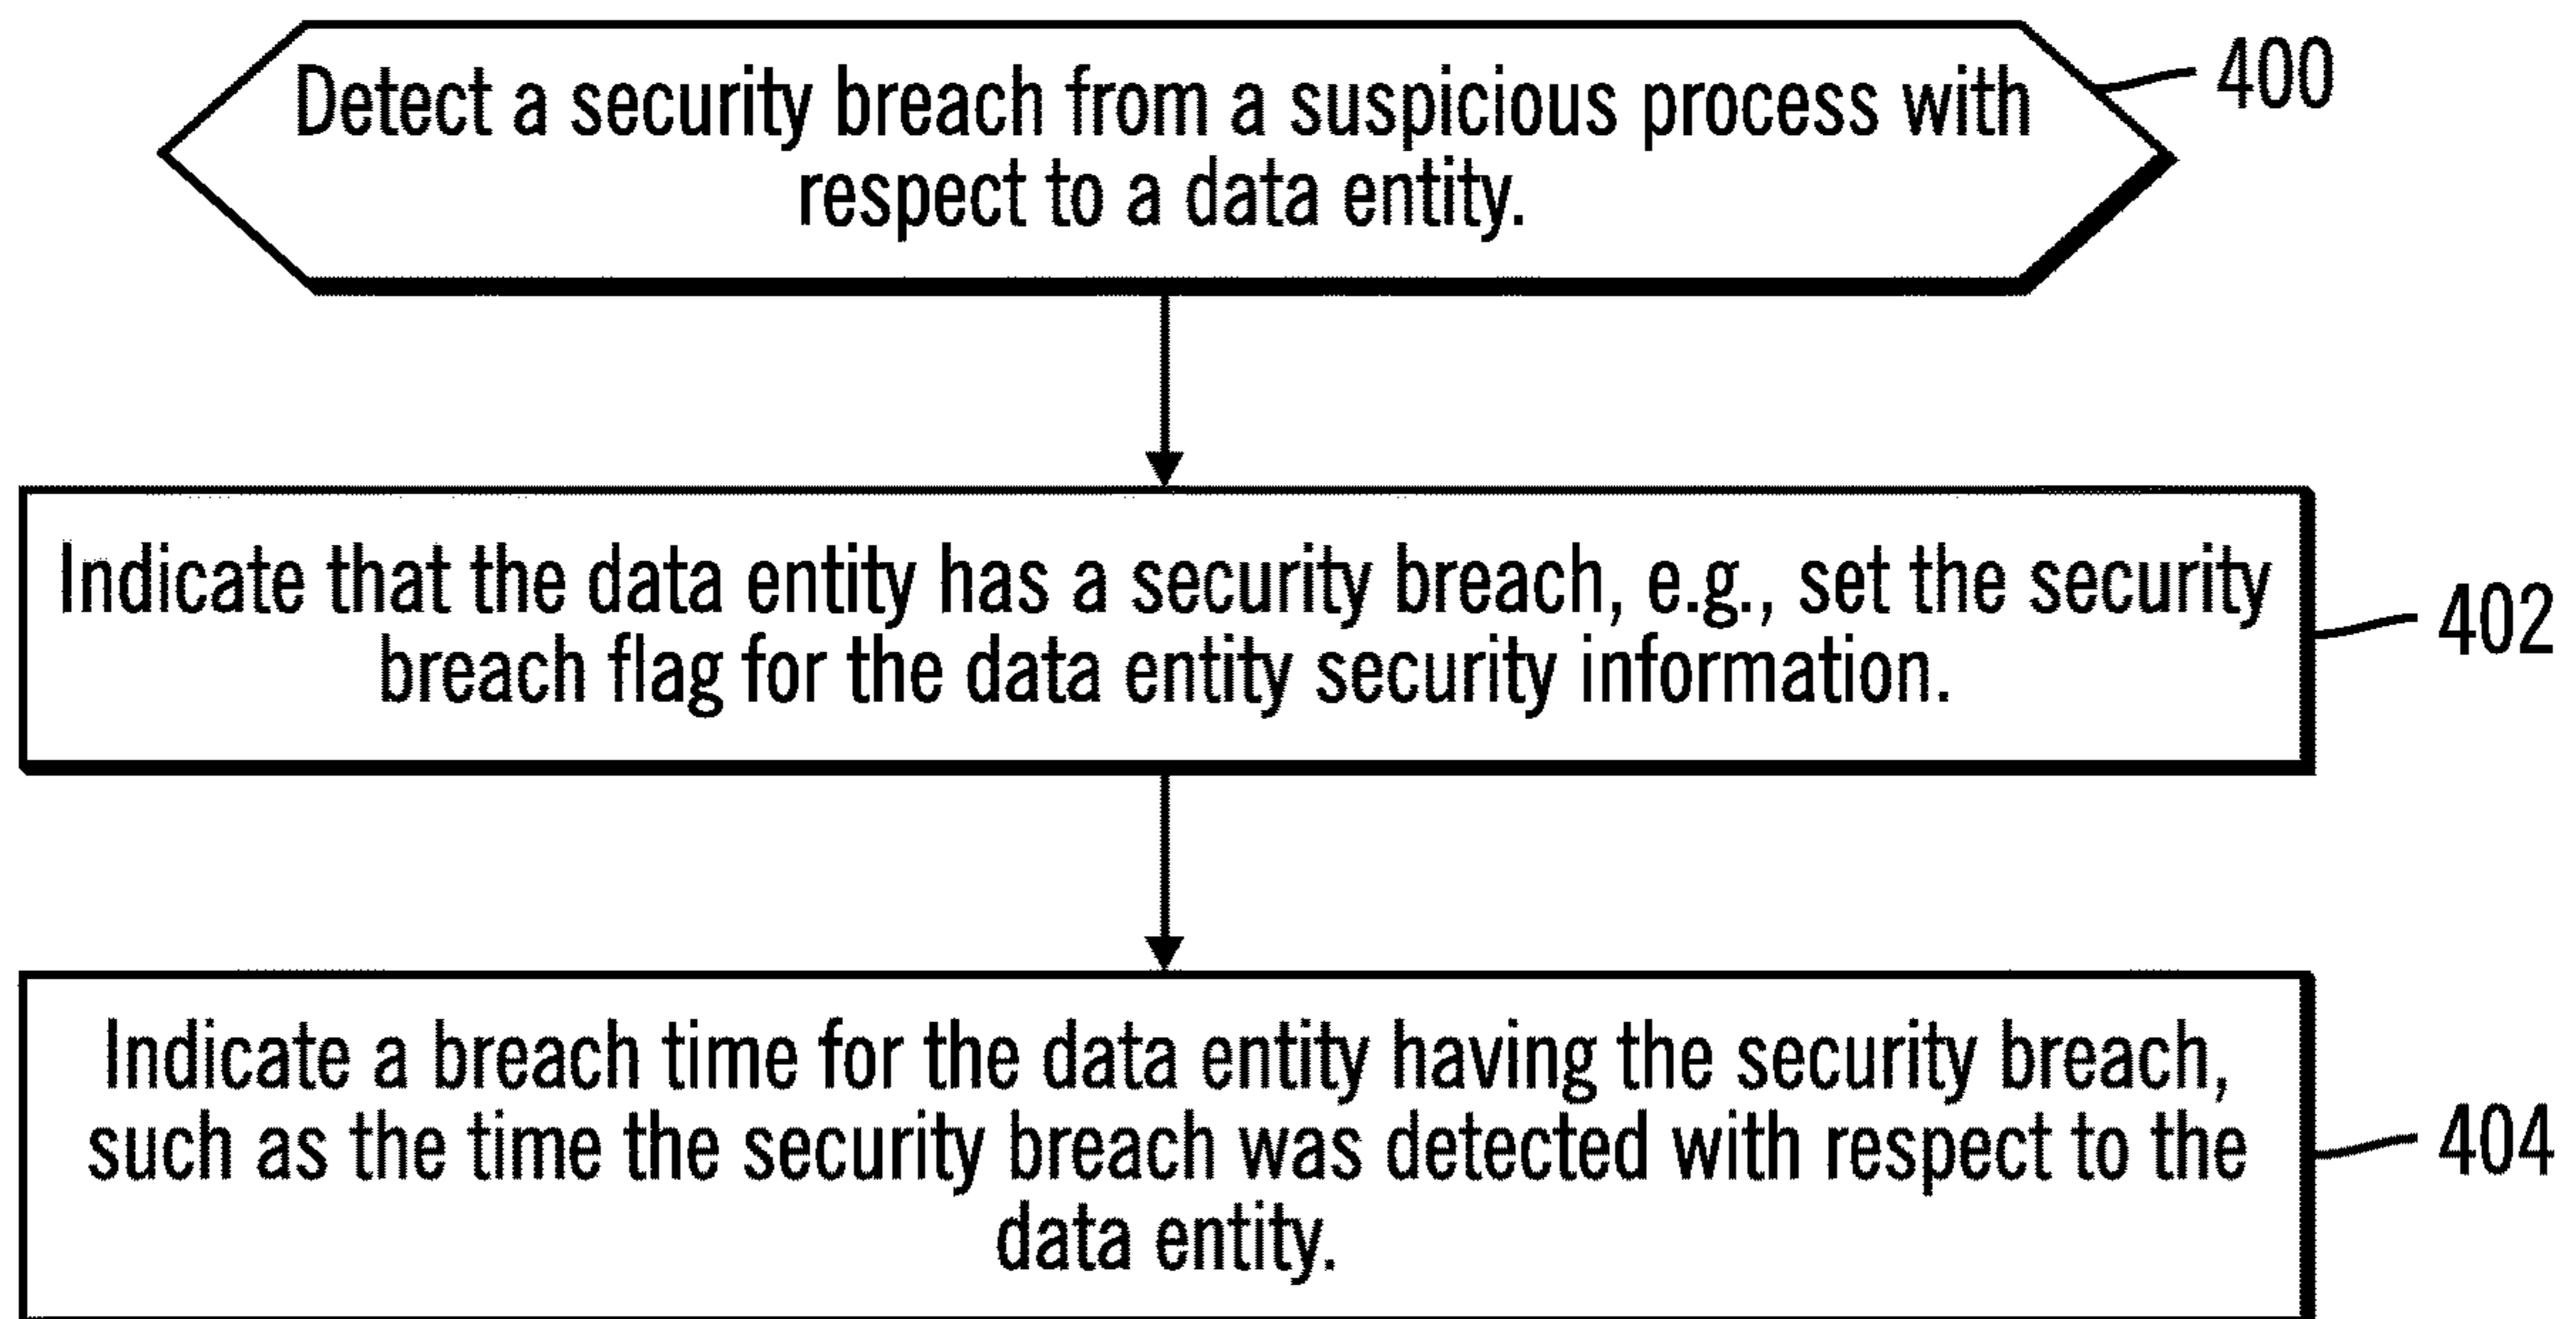 Detect a security breach from a suspicious process with
respect to a data entity.
400
Indicate that the data entity has a security breach, e.g., set the security
breach flag for the data entity security information.
402
Indicate a breach time for the data entity having the security breach,
such as the time the security breach was detected with respect to the
data entity.
404